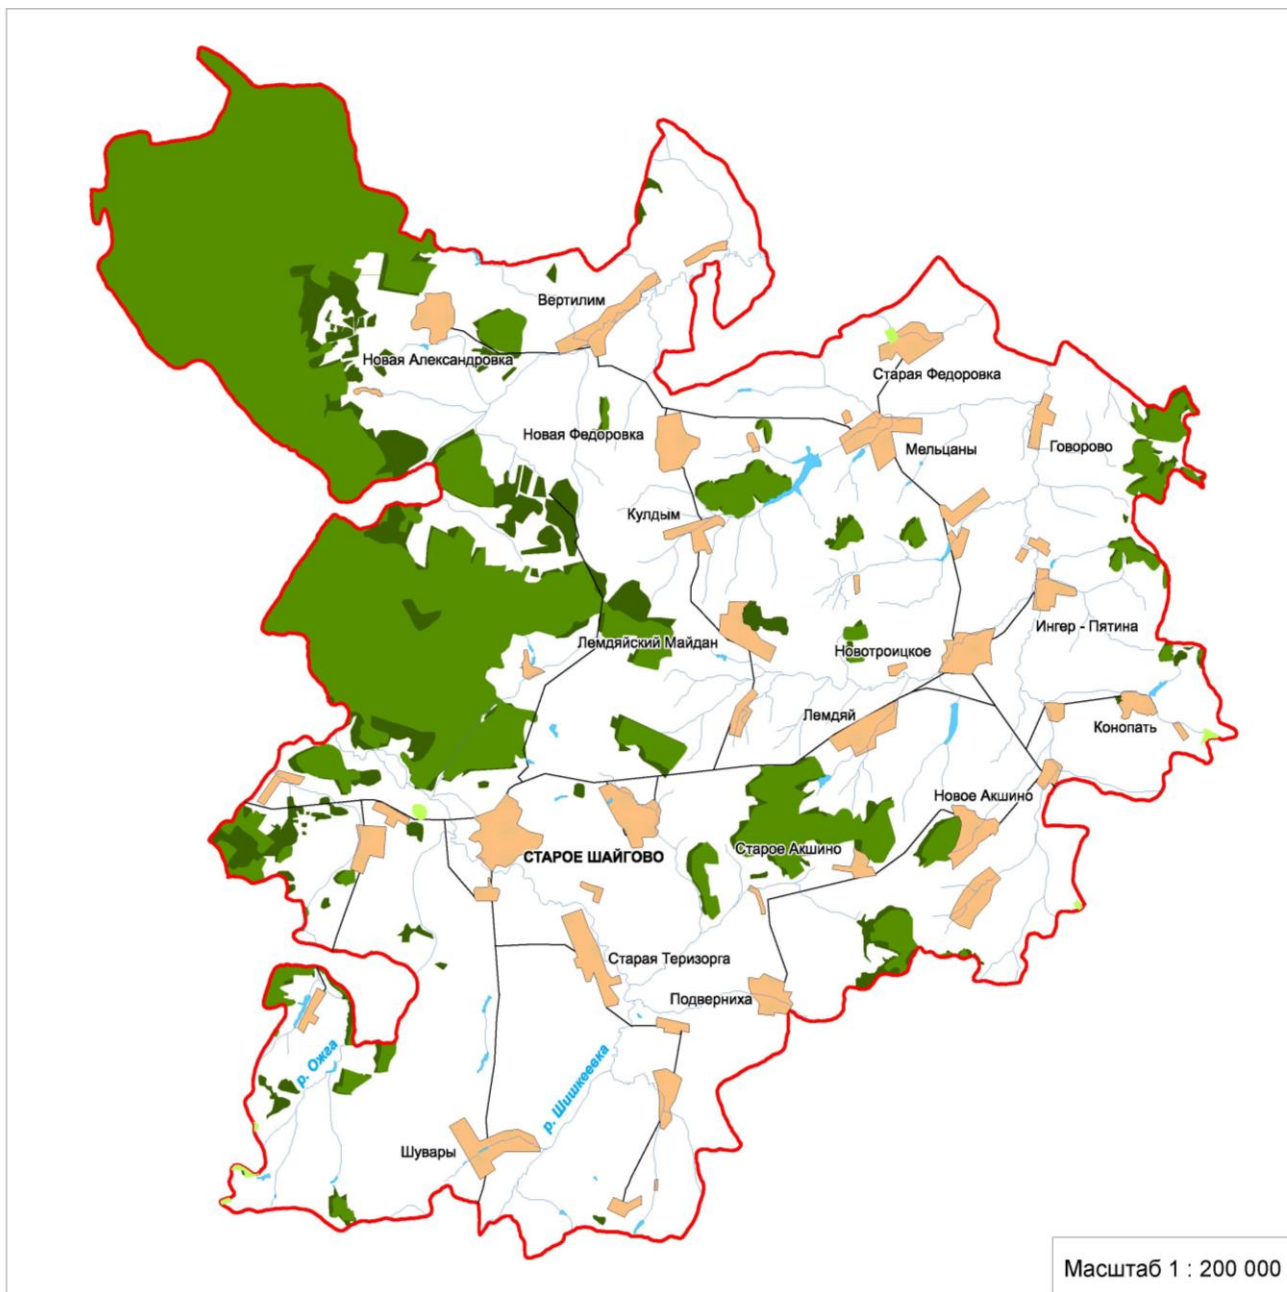 Вертилим
Новая Александровка
Старая Федоровка
Новая Федоровка
Мельцаны
Говорово
Кулдым
Ингер - Пятина
Лемдяйский Майдан
Новотроицкое
Лемдяй
Конопать
Новое Акшино
Старое Акшино
СТАРОЕ ШАЙГОВО
Старая Теризорга
Подверниха
р. Ожга
р. Шишкеевка
Шувары
Масштаб 1 : 200 000